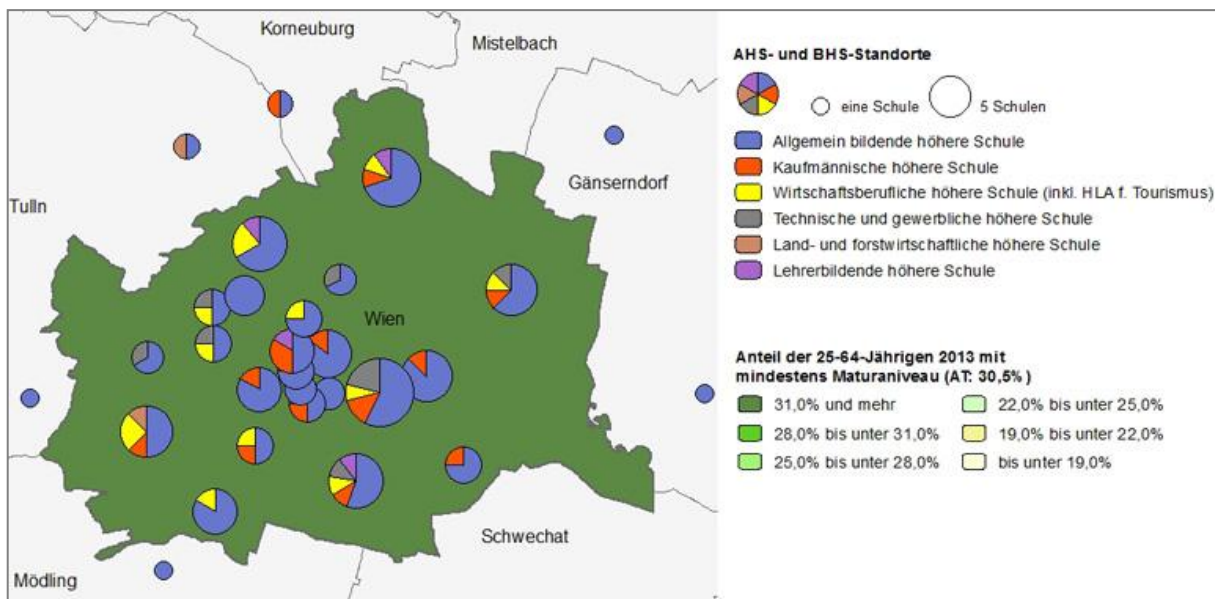 Korneuburg
Mistelbach
Gänserndorf
Tulln
Wien
Schwechat
Mödling
AHS- und BHS-Standorte
eine Schule
5 Schulen
Allgemein bildende höhere Schule
Kaufmännische höhere Schule
Wirtschaftsberufliche höhere Schule (inkl. HLA f. Tourismus)
Technische und gewerbliche höhere Schule
Land- und forstwirtschaftliche höhere Schule
Lehrerbildende höhere Schule
Anteil der 25-64-Jährigen 2013 mit
mindestens Maturaniveau (AT: 30,5% )
31,0% und mehr
28,0% bis unter 31,0%
25,0% bis unter 28,0%
22,0% bis unter 25,0%
19,0% bis unter 22,0%
bis unter 19,0%